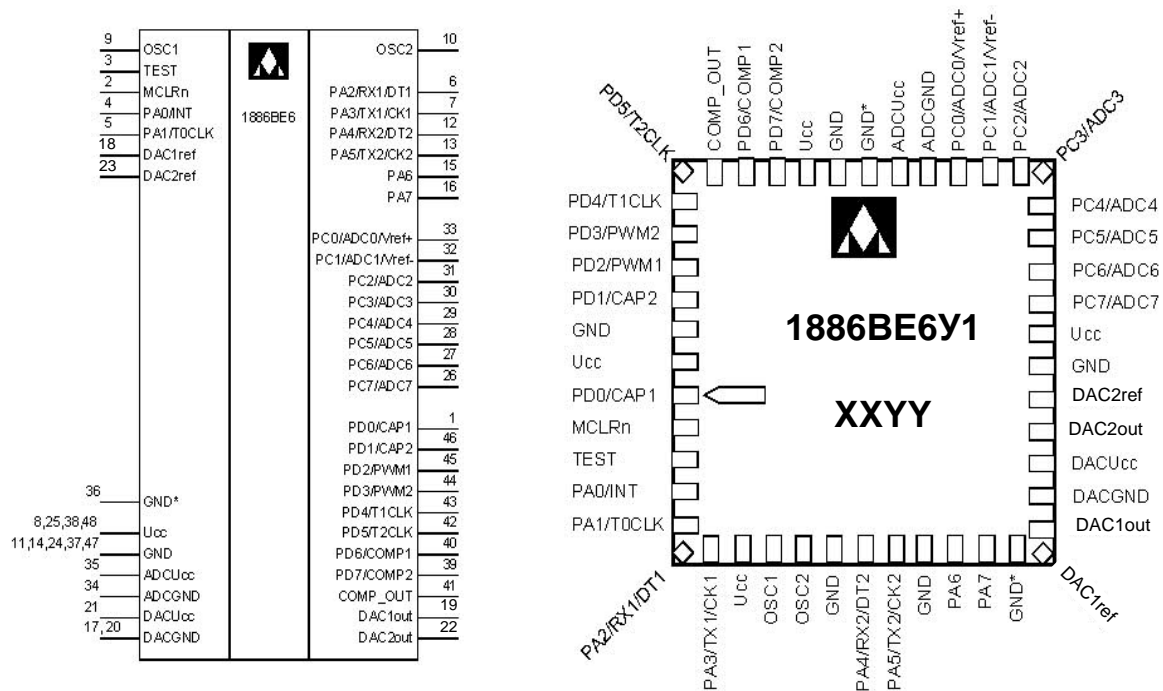 9
OSC1
3
TEST
2
MCLRn
4
PA0/INT
5
PA1/T0CLK
18
DAC1ref
23
DAC2ref
36
GND*
8,25,38,48
Ucc
11,14,24,37,47
GND
35
ADCUcc
34
ADCGND
21
DACUcc
17,20
DACGND
1886BE6
10
OSC2
6
PA2/RX1/DT1
7
PA3/TX1/CK1
12
PA4/RX2/DT2
13
PA5/TX2/CK2
15
PA6
16
PA7
33
PC0/ADC0/Vref+
32
PC1/ADC1/Vref-
31
PC2/ADC2
30
PC3/ADC3
29
PC4/ADC4
28
PC5/ADC5
27
PC6/ADC6
26
PC7/ADC7
1
PD0/CAP1
46
PD1/CAP2
45
PD2/PWM1
44
PD3/PWM2
43
PD4/T1CLK
42
PD5/T2CLK
40
PD6/COMP1
39
PD7/COMP2
41
COMP_OUT
19
DAC1out
22
DAC2out
PD5/T2CLK
COMP_OUT
PD6/COMP1
PD7/COMP2
Ucc
GND
GND*
ADCUcc
ADCGND
PC0/ADC0/Vref+
PC1/ADC1/Vref-
PC2/ADC2
PC3/ADC3
PD4/T1CLK
PD3/PWM2
PD2/PWM1
PD1/CAP2
GND
Ucc
PD0/CAP1
MCLRn
TEST
PA0/INT
PA1/T0CLK
1886ВЕ6У1
XXYY
PC4/ADC4
PC5/ADC5
PC6/ADC6
PC7/ADC7
Ucc
GND
DAC2ref
DAC2out
DACUcc
DACGND
DAC1out
PA2/RX1/DT1
PA3/TX1/CK1
Ucc
OSC1
OSC2
GND
PA4/RX2/DT2
PA5/TX2/CK2
GND
PA6
PA7
GND*
DAC1ref